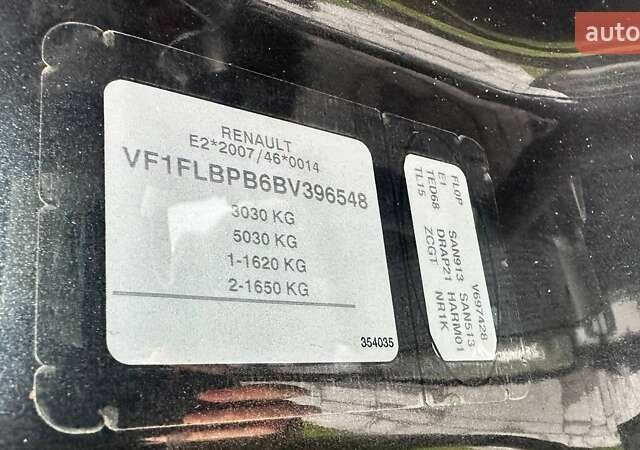 auto
RENAULT
E2*2007/46*0014
VF1FLBPB6BV396548
3030 KG
5030 KG
1-1620 KG
2-1650 KG
354035
FL0P SAN913 V697428
E1 DRAP21 SAN513
TED68 ZCGT HARM01
TL15 NR1K